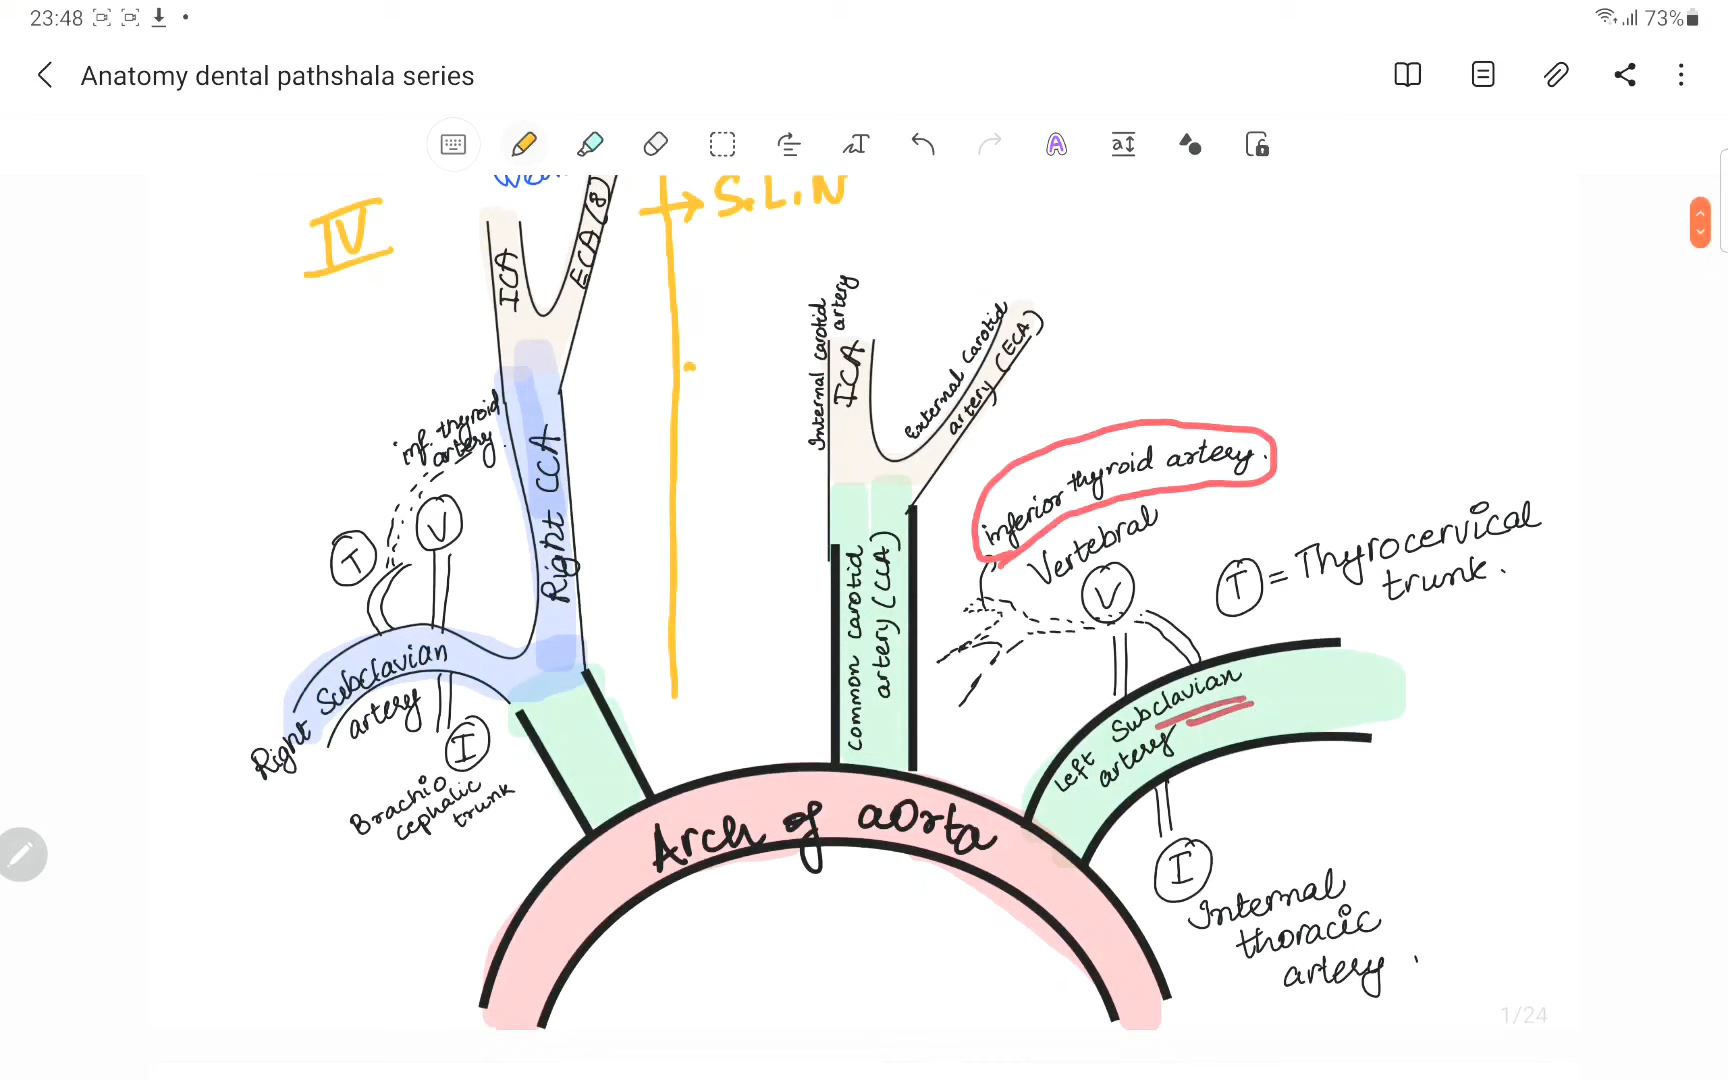 23:48
73%
Anatomy dental pathshala series
IV
S.L.N
ICA
ECA (8)
inf. thyroid
artery.
Right CCA
T
V
Right Subclavian
artery
I
Brachio
cephalic
trunk
Internal carotid
artery
ICA
External Carotid
artery (ECA)
common carotid
artery (CCA)
inferior thyroid artery.
Vertebral
V
T = Thyrocervical
trunk.
Left Subclavian
artery
Arch of aorta
I
Internal
thoracic
artery.
1/24